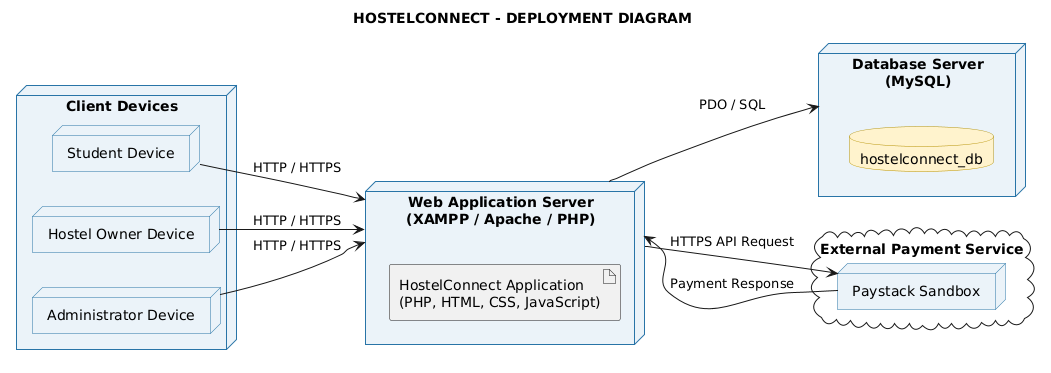 HOSTELCONNECT - DEPLOYMENT DIAGRAM
Client Devices
Student Device
Hostel Owner Device
Administrator Device
HTTP / HTTPS
HTTP / HTTPS
HTTP / HTTPS
Web Application Server
(XAMPP / Apache / PHP)
HostelConnect Application
(PHP, HTML, CSS, JavaScript)
PDO / SQL
Database Server
(MySQL)
hostelconnect_db
HTTPS API Request
Payment Response
External Payment Service
Paystack Sandbox